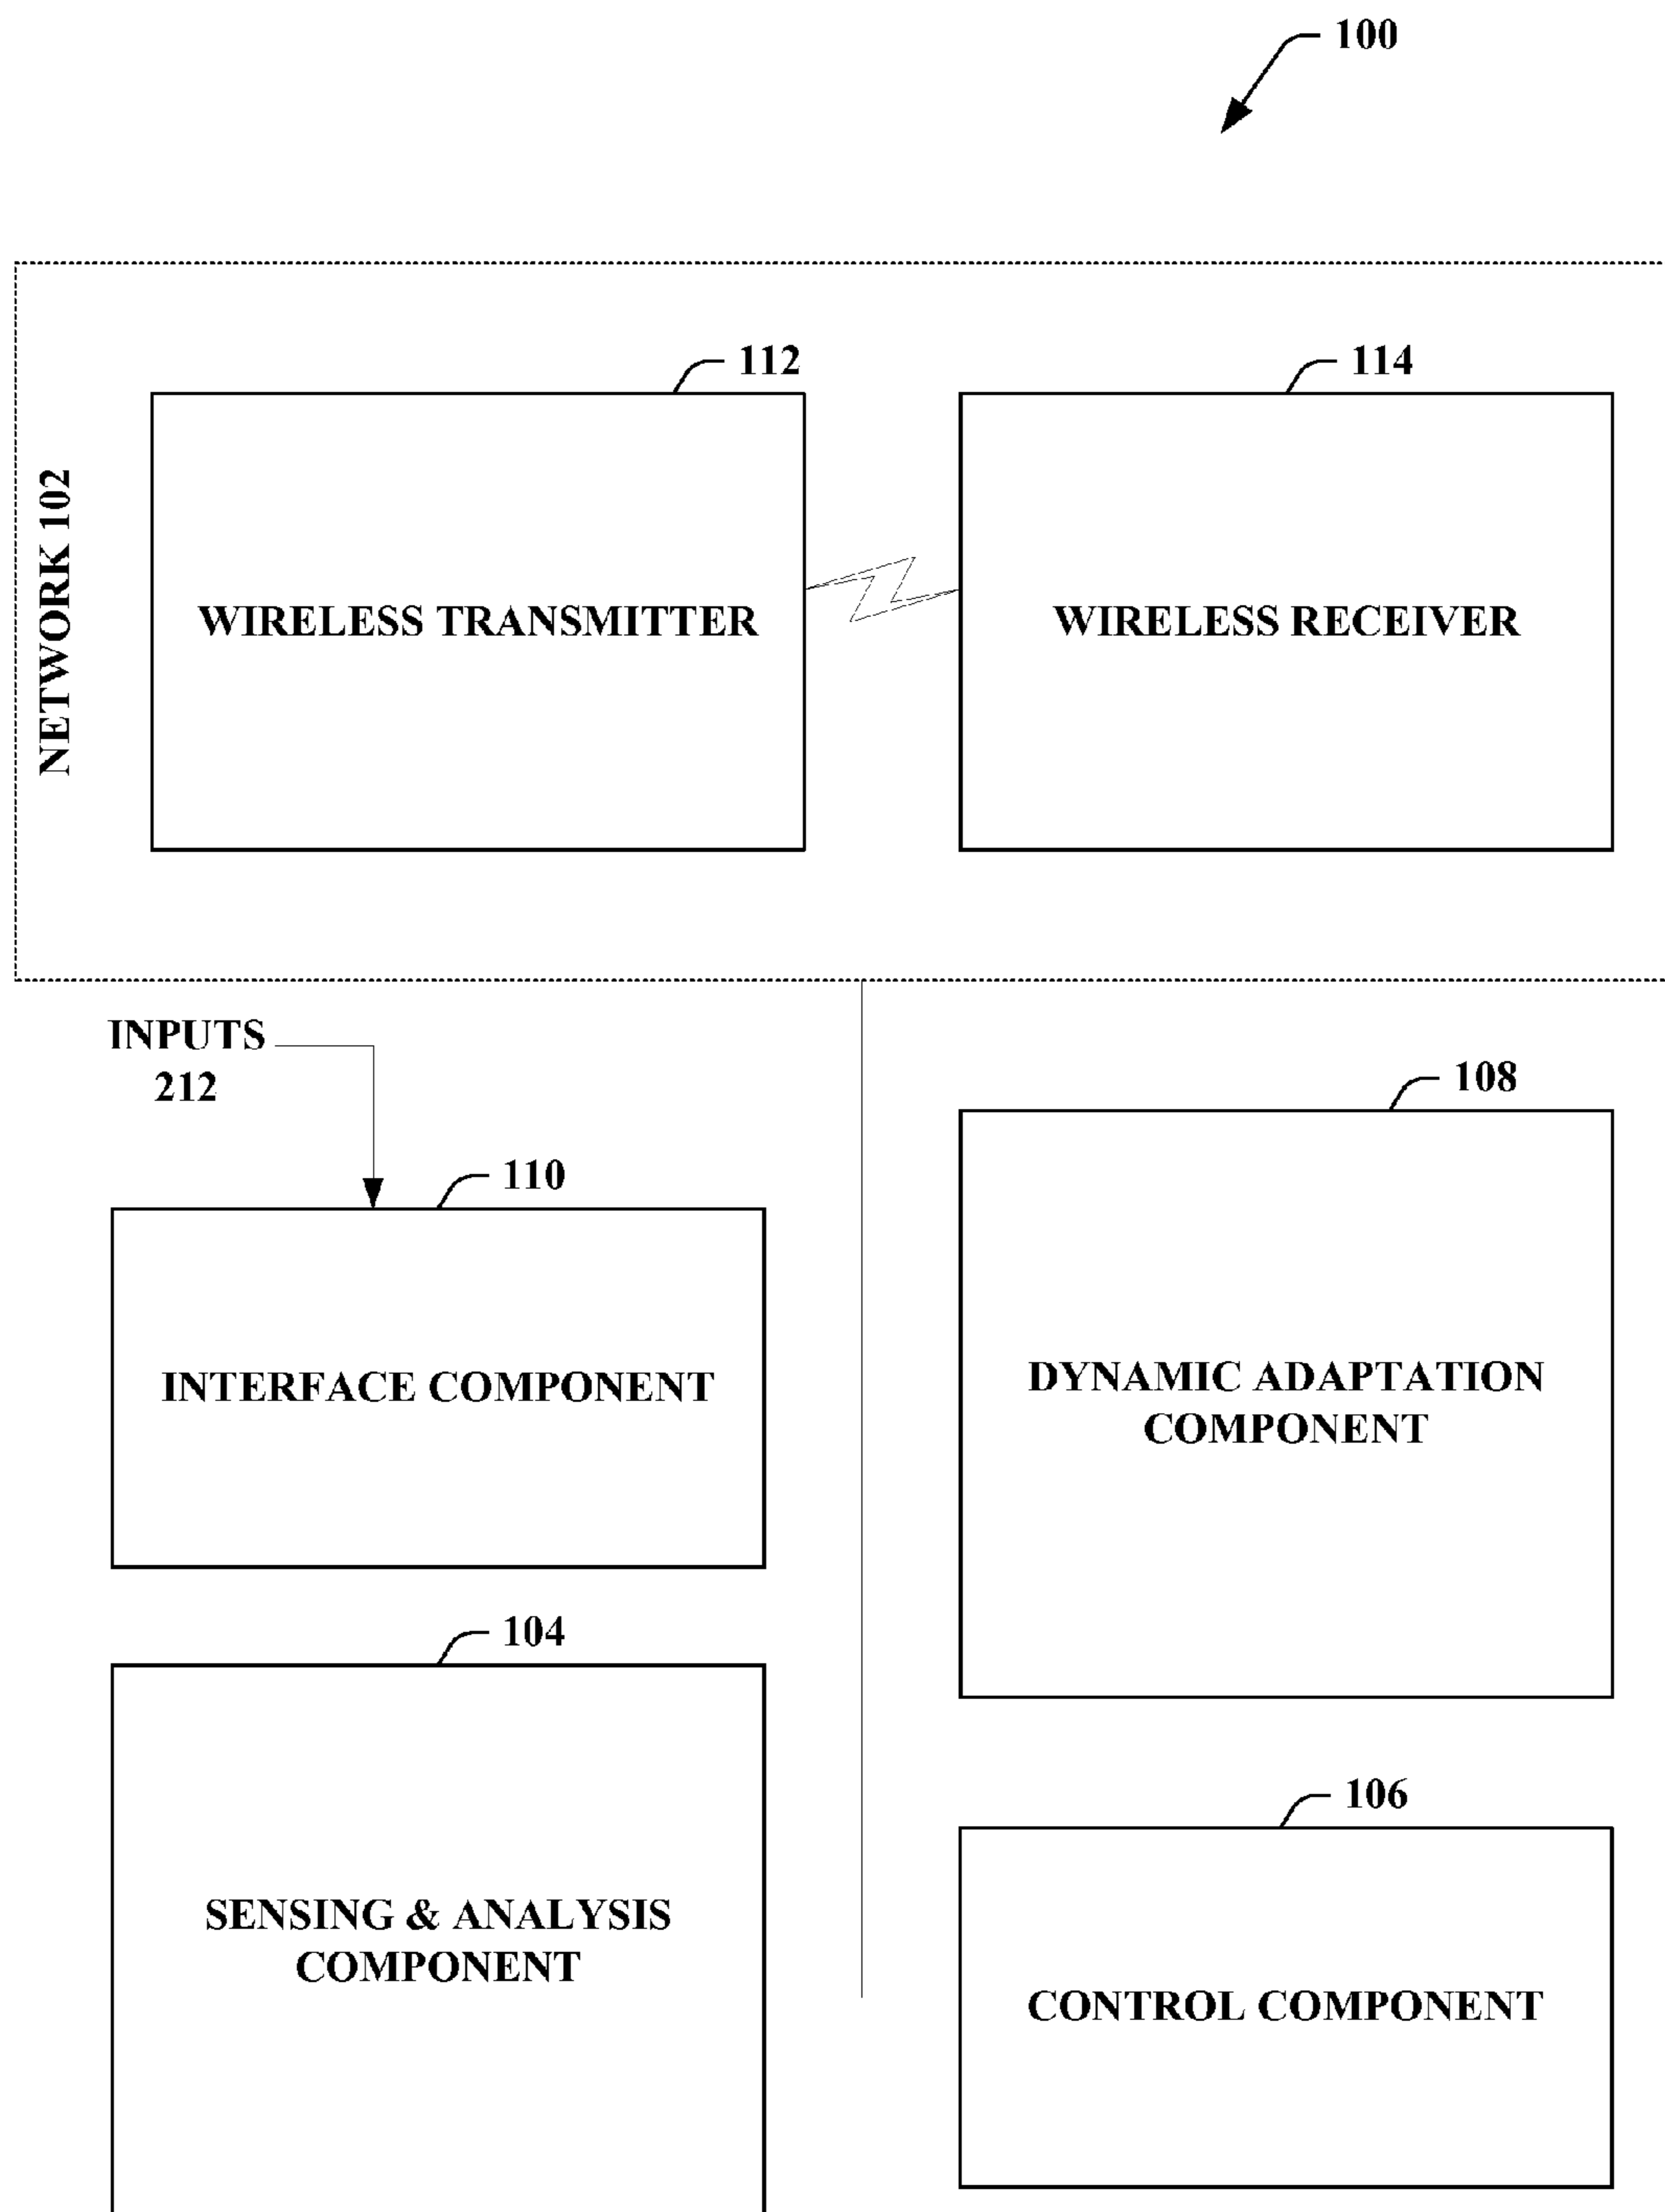 100
112
114
NETWORK 102
WIRELESS TRANSMITTER
WIRELESS RECEIVER
INPUTS
212
108
110
INTERFACE COMPONENT
DYNAMIC ADAPTATION
COMPONENT
104
106
SENSING & ANALYSIS
COMPONENT
CONTROL COMPONENT